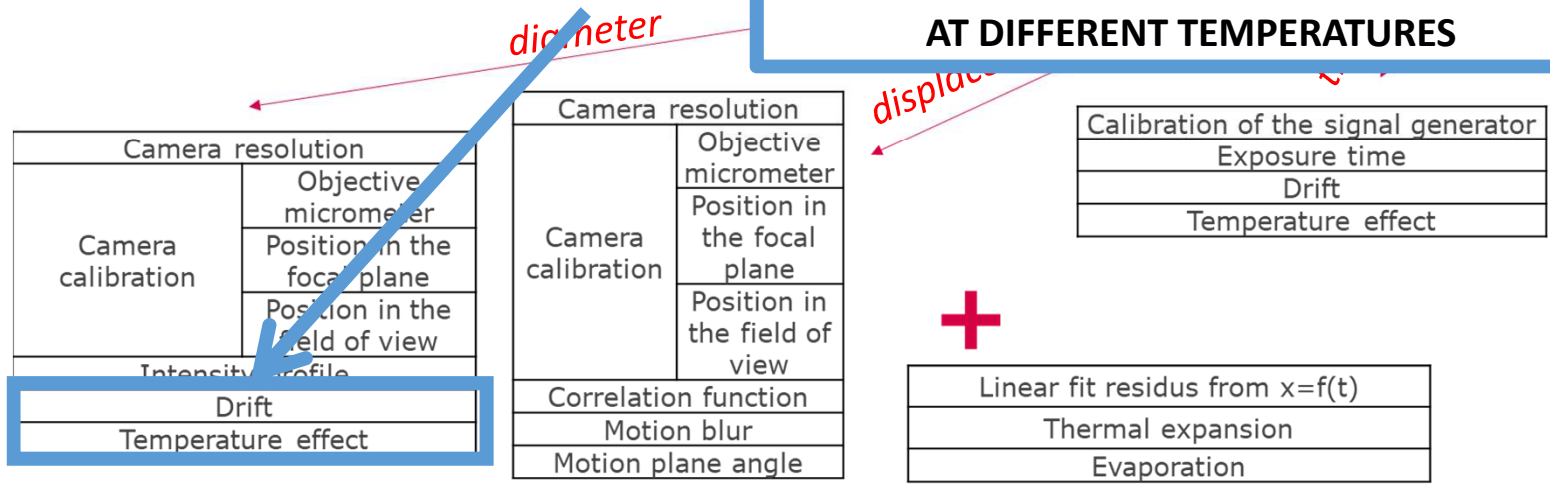 AT DIFFERENT TEMPERATURES
diameter
Camera resolution
Camera
calibration
Objective
micrometer
Position in the
focal plane
Position in the
field of view
Intensity profile
Drift
Temperature effect
Camera resolution
Camera
calibration
Objective
micrometer
Position in
the focal
plane
Position in
the field of
view
Correlation function
Motion blur
Motion plane angle
Calibration of the signal generator
Exposure time
Drift
Temperature effect
+
Linear fit residus from x=f(t)
Thermal expansion
Evaporation